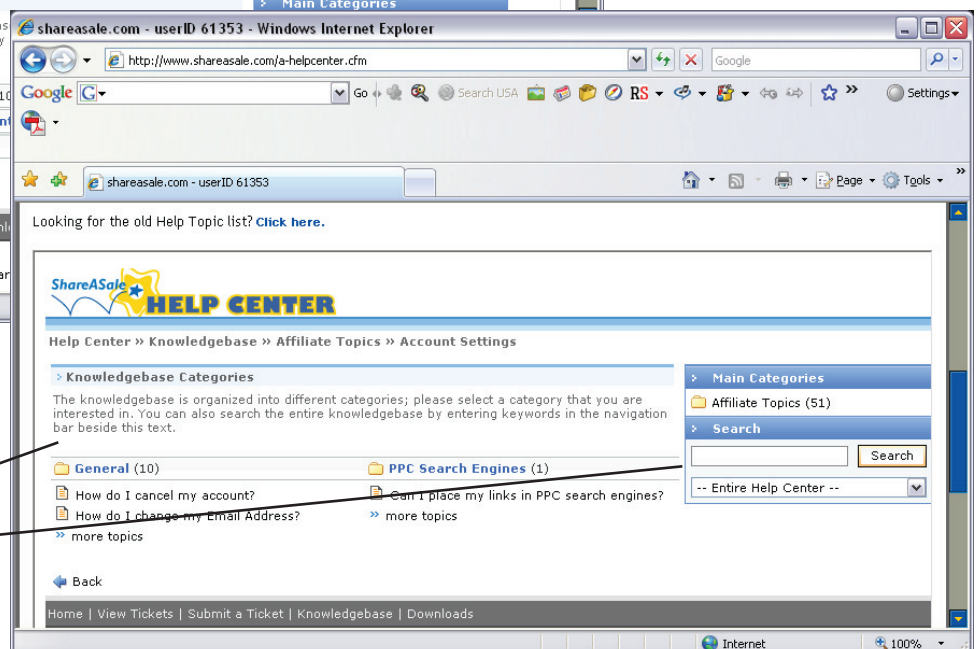 Main Categories
shareasale.com - userID 61353 - Windows Internet Explorer
http://www.shareasale.com/a-helpcenter.cfm
Google
Google G
Go
Search USA
RS
»
Settings
shareasale.com - userID 61353
Page
Tools
»
Looking for the old Help Topic list? Click here.
ShareASale
HELP CENTER
Help Center » Knowledgebase » Affiliate Topics » Account Settings
Knowledgebase Categories
The knowledgebase is organized into different categories; please select a category that you are
interested in. You can also search the entire knowledgebase by entering keywords in the navigation
bar beside this text.
General (10)
PPC Search Engines (1)
How do I cancel my account?
Can I place my links in PPC search engines?
How do I change my Email Address?
» more topics
» more topics
Main Categories
Affiliate Topics (51)
Search
Search
-- Entire Help Center --
Back
Home | View Tickets | Submit a Ticket | Knowledgebase | Downloads
Internet
100%